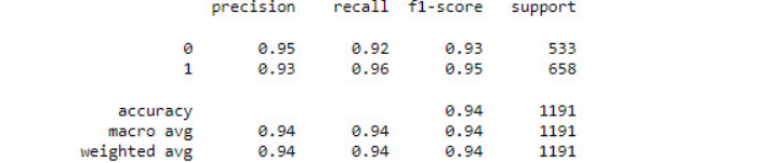 precision recall f1-score support
0 0.95 0.92 0.93 533
1 0.93 0.96 0.95 658
accuracy 0.94 1191
macro avg 0.94 0.94 0.94 1191
weighted avg 0.94 0.94 0.94 1191